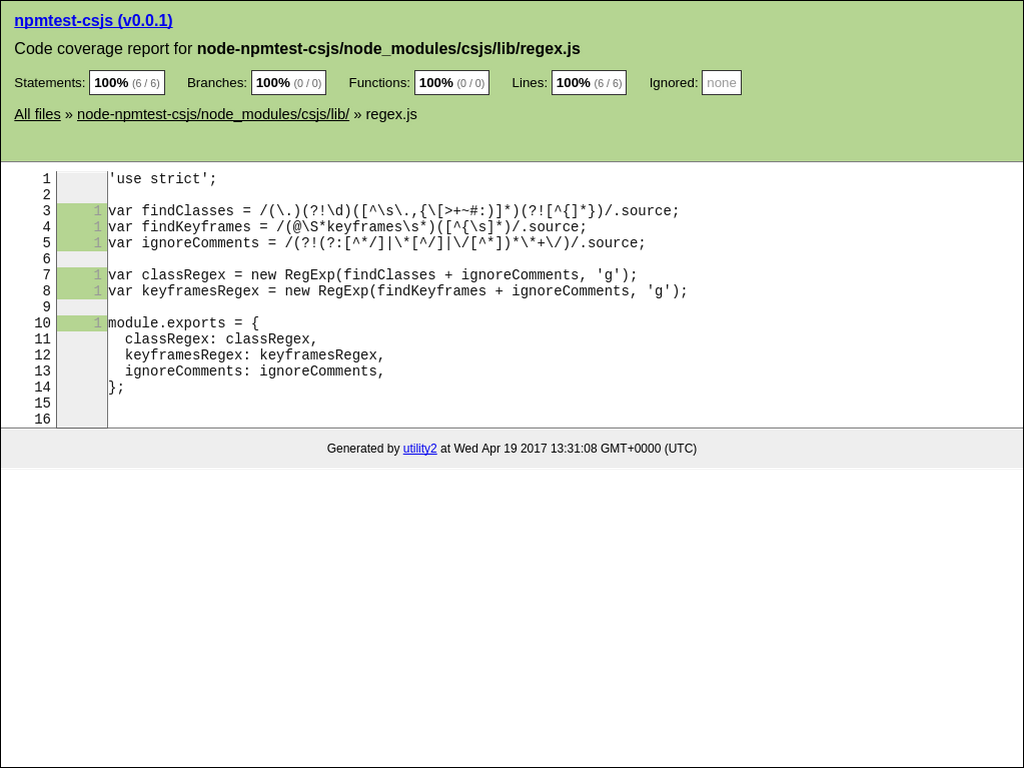 npmtest-csjs (v0.0.1)
Code coverage report for node-npmtest-csjs/node_modules/csjs/lib/regex.js
Statements: 100% (6 / 6) Branches: 100% (0 / 0) Functions: 100% (0 / 0) Lines: 100% (6 / 6) Ignored: none
All files » node-npmtest-csjs/node_modules/csjs/lib/ » regex.js
1 'use strict';
2
3 1 var findClasses = /(\.)(?!\d)([^\s\.,{\[>+~#:)]*)(?![^{]*})/.source;
4 1 var findKeyframes = /(@\S*keyframes\s*)([^{\s]*)/.source;
5 1 var ignoreComments = /(?!(?:[^*/]|\*[^/]|\/[^*])*\*+\/)/.source;
6
7 1 var classRegex = new RegExp(findClasses + ignoreComments, 'g');
8 1 var keyframesRegex = new RegExp(findKeyframes + ignoreComments, 'g');
9
10 1 module.exports = {
11   classRegex: classRegex,
12   keyframesRegex: keyframesRegex,
13   ignoreComments: ignoreComments,
14 };
15
16
Generated by utility2 at Wed Apr 19 2017 13:31:08 GMT+0000 (UTC)